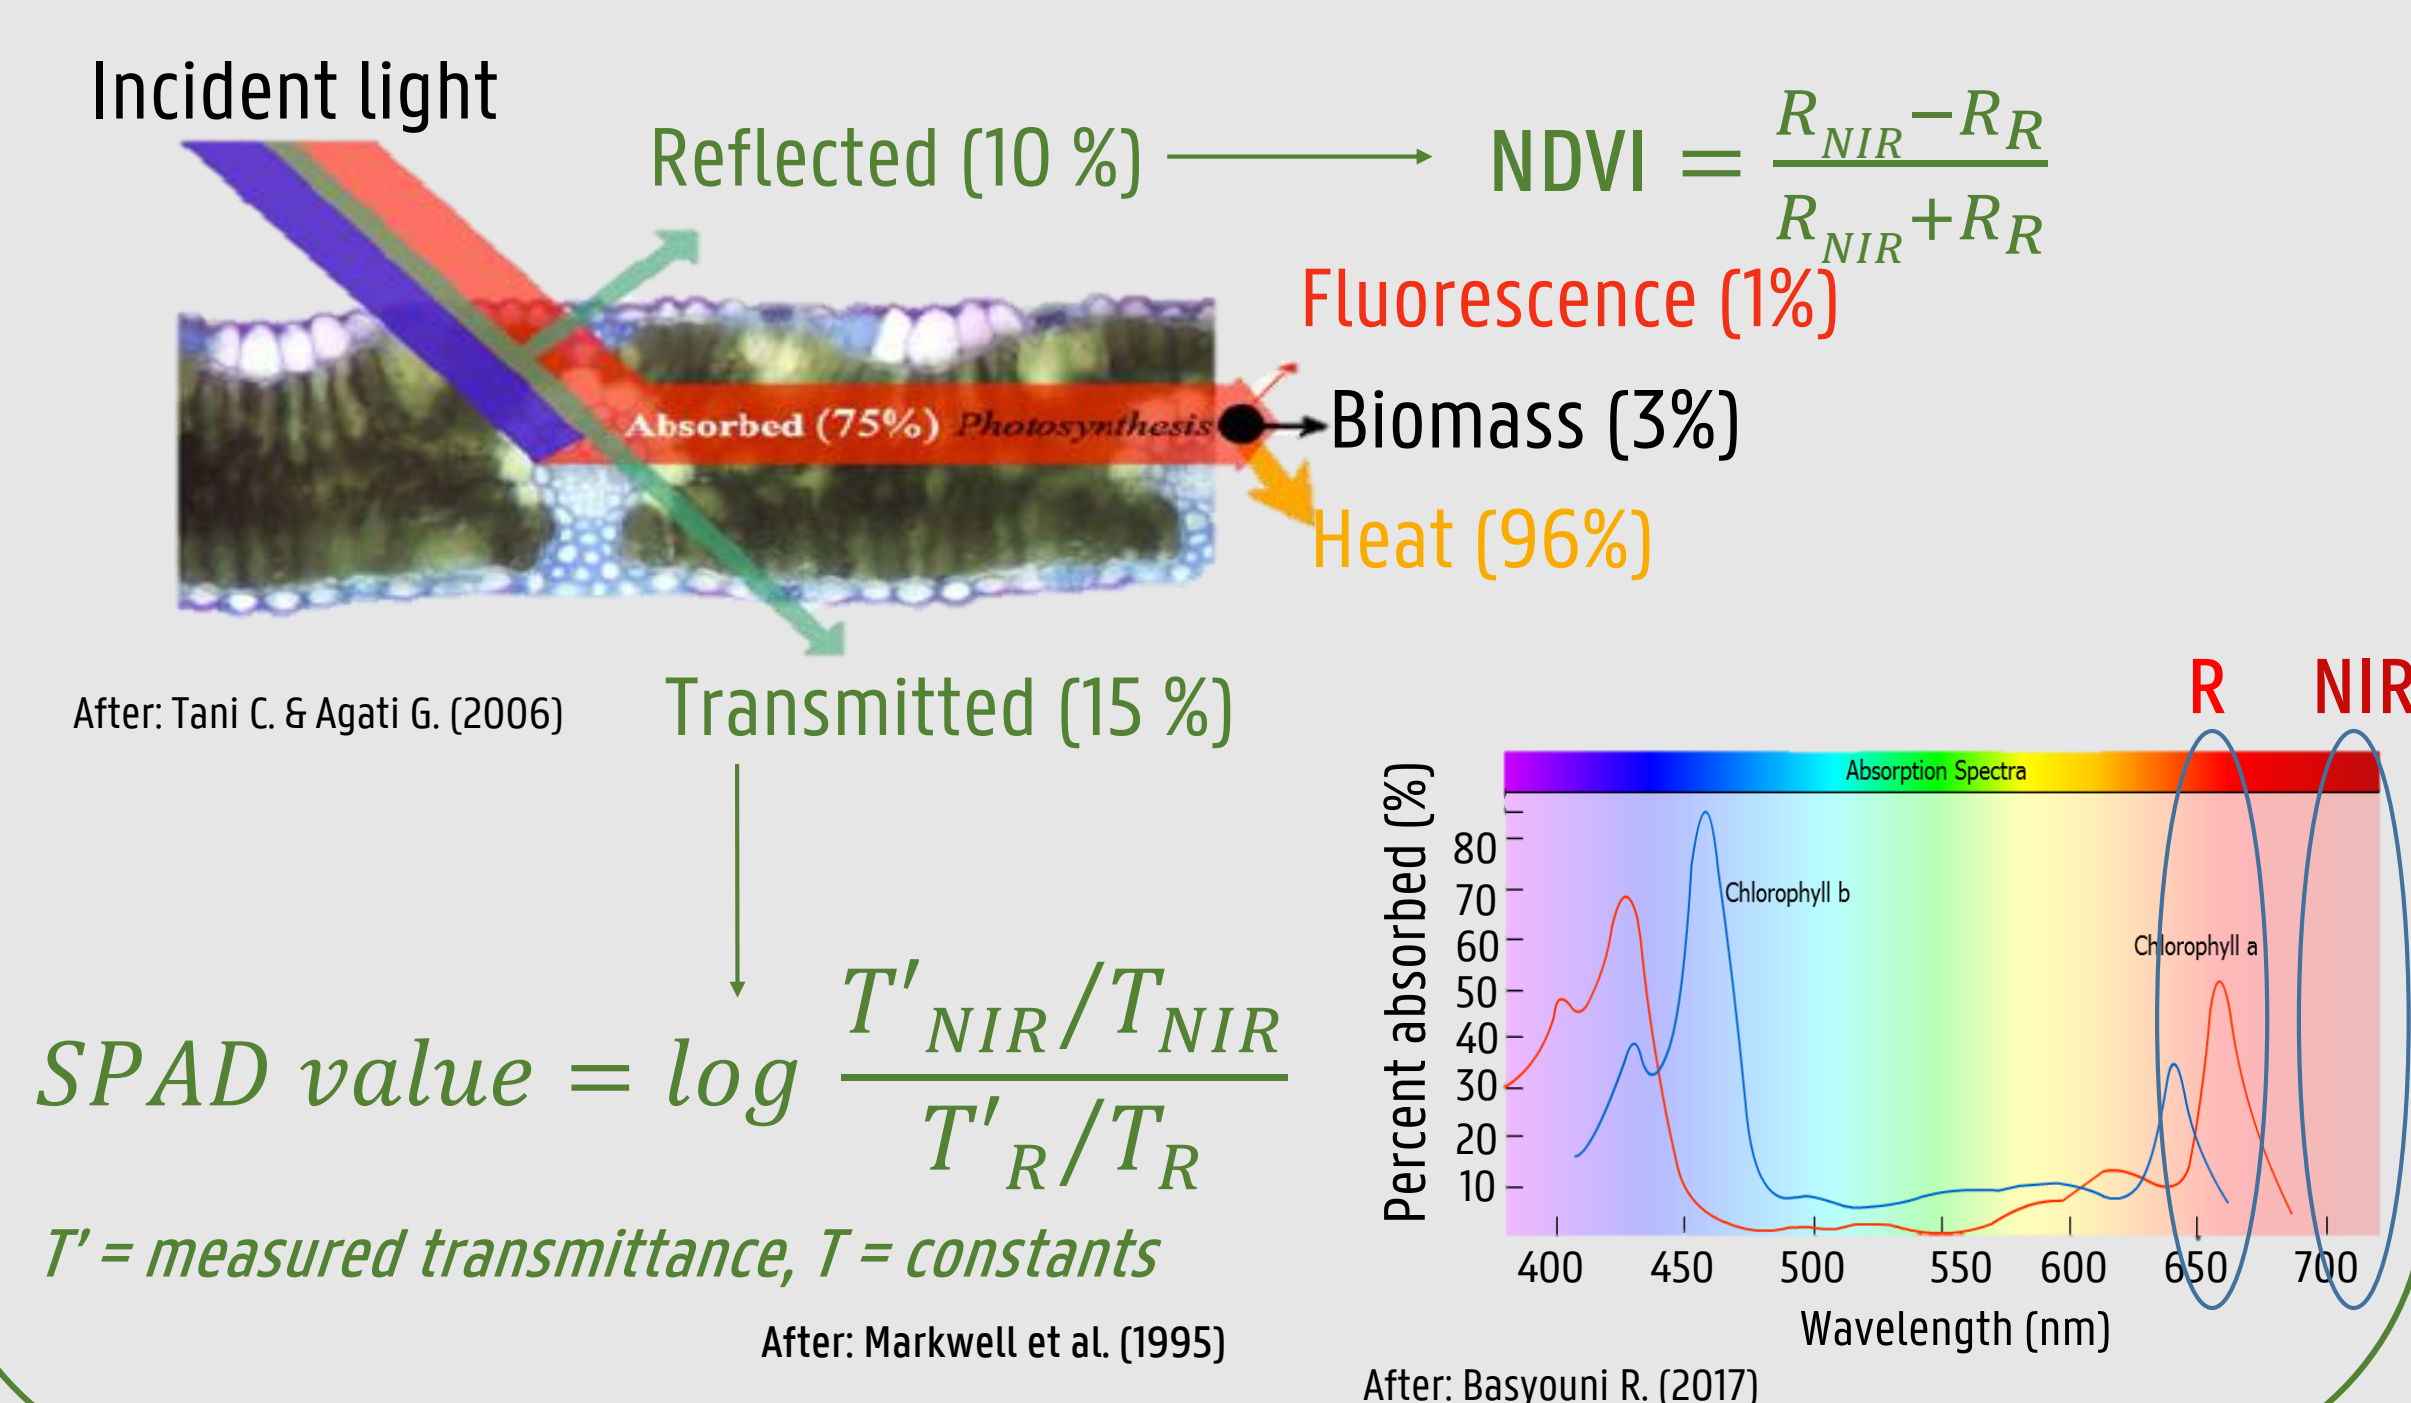 Incident light
Reflected (10 %)
NDVI = (R_NIR − R_R) / (R_NIR + R_R)
Fluorescence (1%)
Absorbed (75%) Photosynthesis
Biomass (3%)
Heat (96%)
After: Tani C. & Agati G. (2006)
Transmitted (15 %)
SPAD value = log (T'_NIR/T_NIR) / (T'_R/T_R)
T' = measured transmittance, T = constants
After: Markwell et al. (1995)
R NIR
Absorption Spectra
Percent absorbed (%)
80
70
60
50
40
30
20
10
Chlorophyll b
Chlorophyll a
400 450 500 550 600 650 700
Wavelength (nm)
After: Basyouni R. (2017)